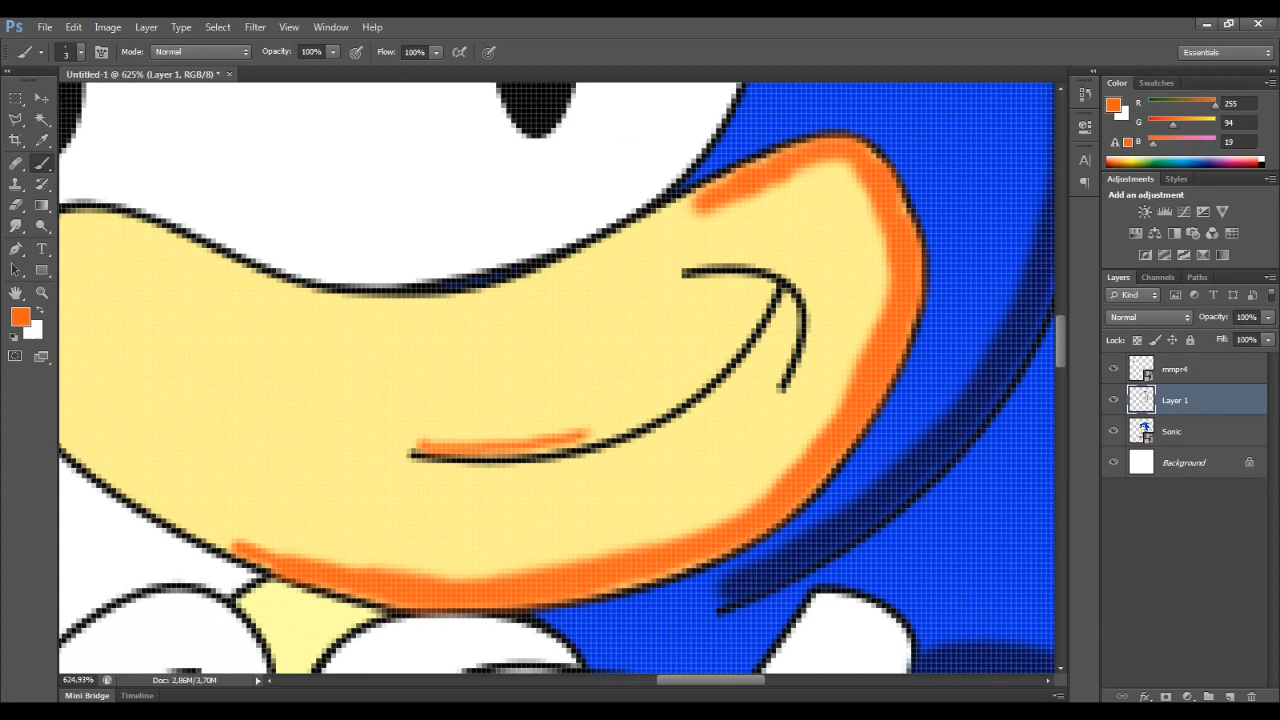 Ps File Edit Image Layer Type Select Filter View Window Help
3 Mode: Normal Opacity: 100% Flow: 100% Essentials
Untitled-1 @ 625% (Layer 1, RGB/8) * ×
Color Swatches
R 255
G 94
B 19
Adjustments Styles
Add an adjustment
Layers Channels Paths
Kind
Normal Opacity: 100%
Lock: Fill: 100%
mmpr4
Layer 1
Sonic
Background
624,93% Doc: 2,86M/3,70M
Mini Bridge Timeline